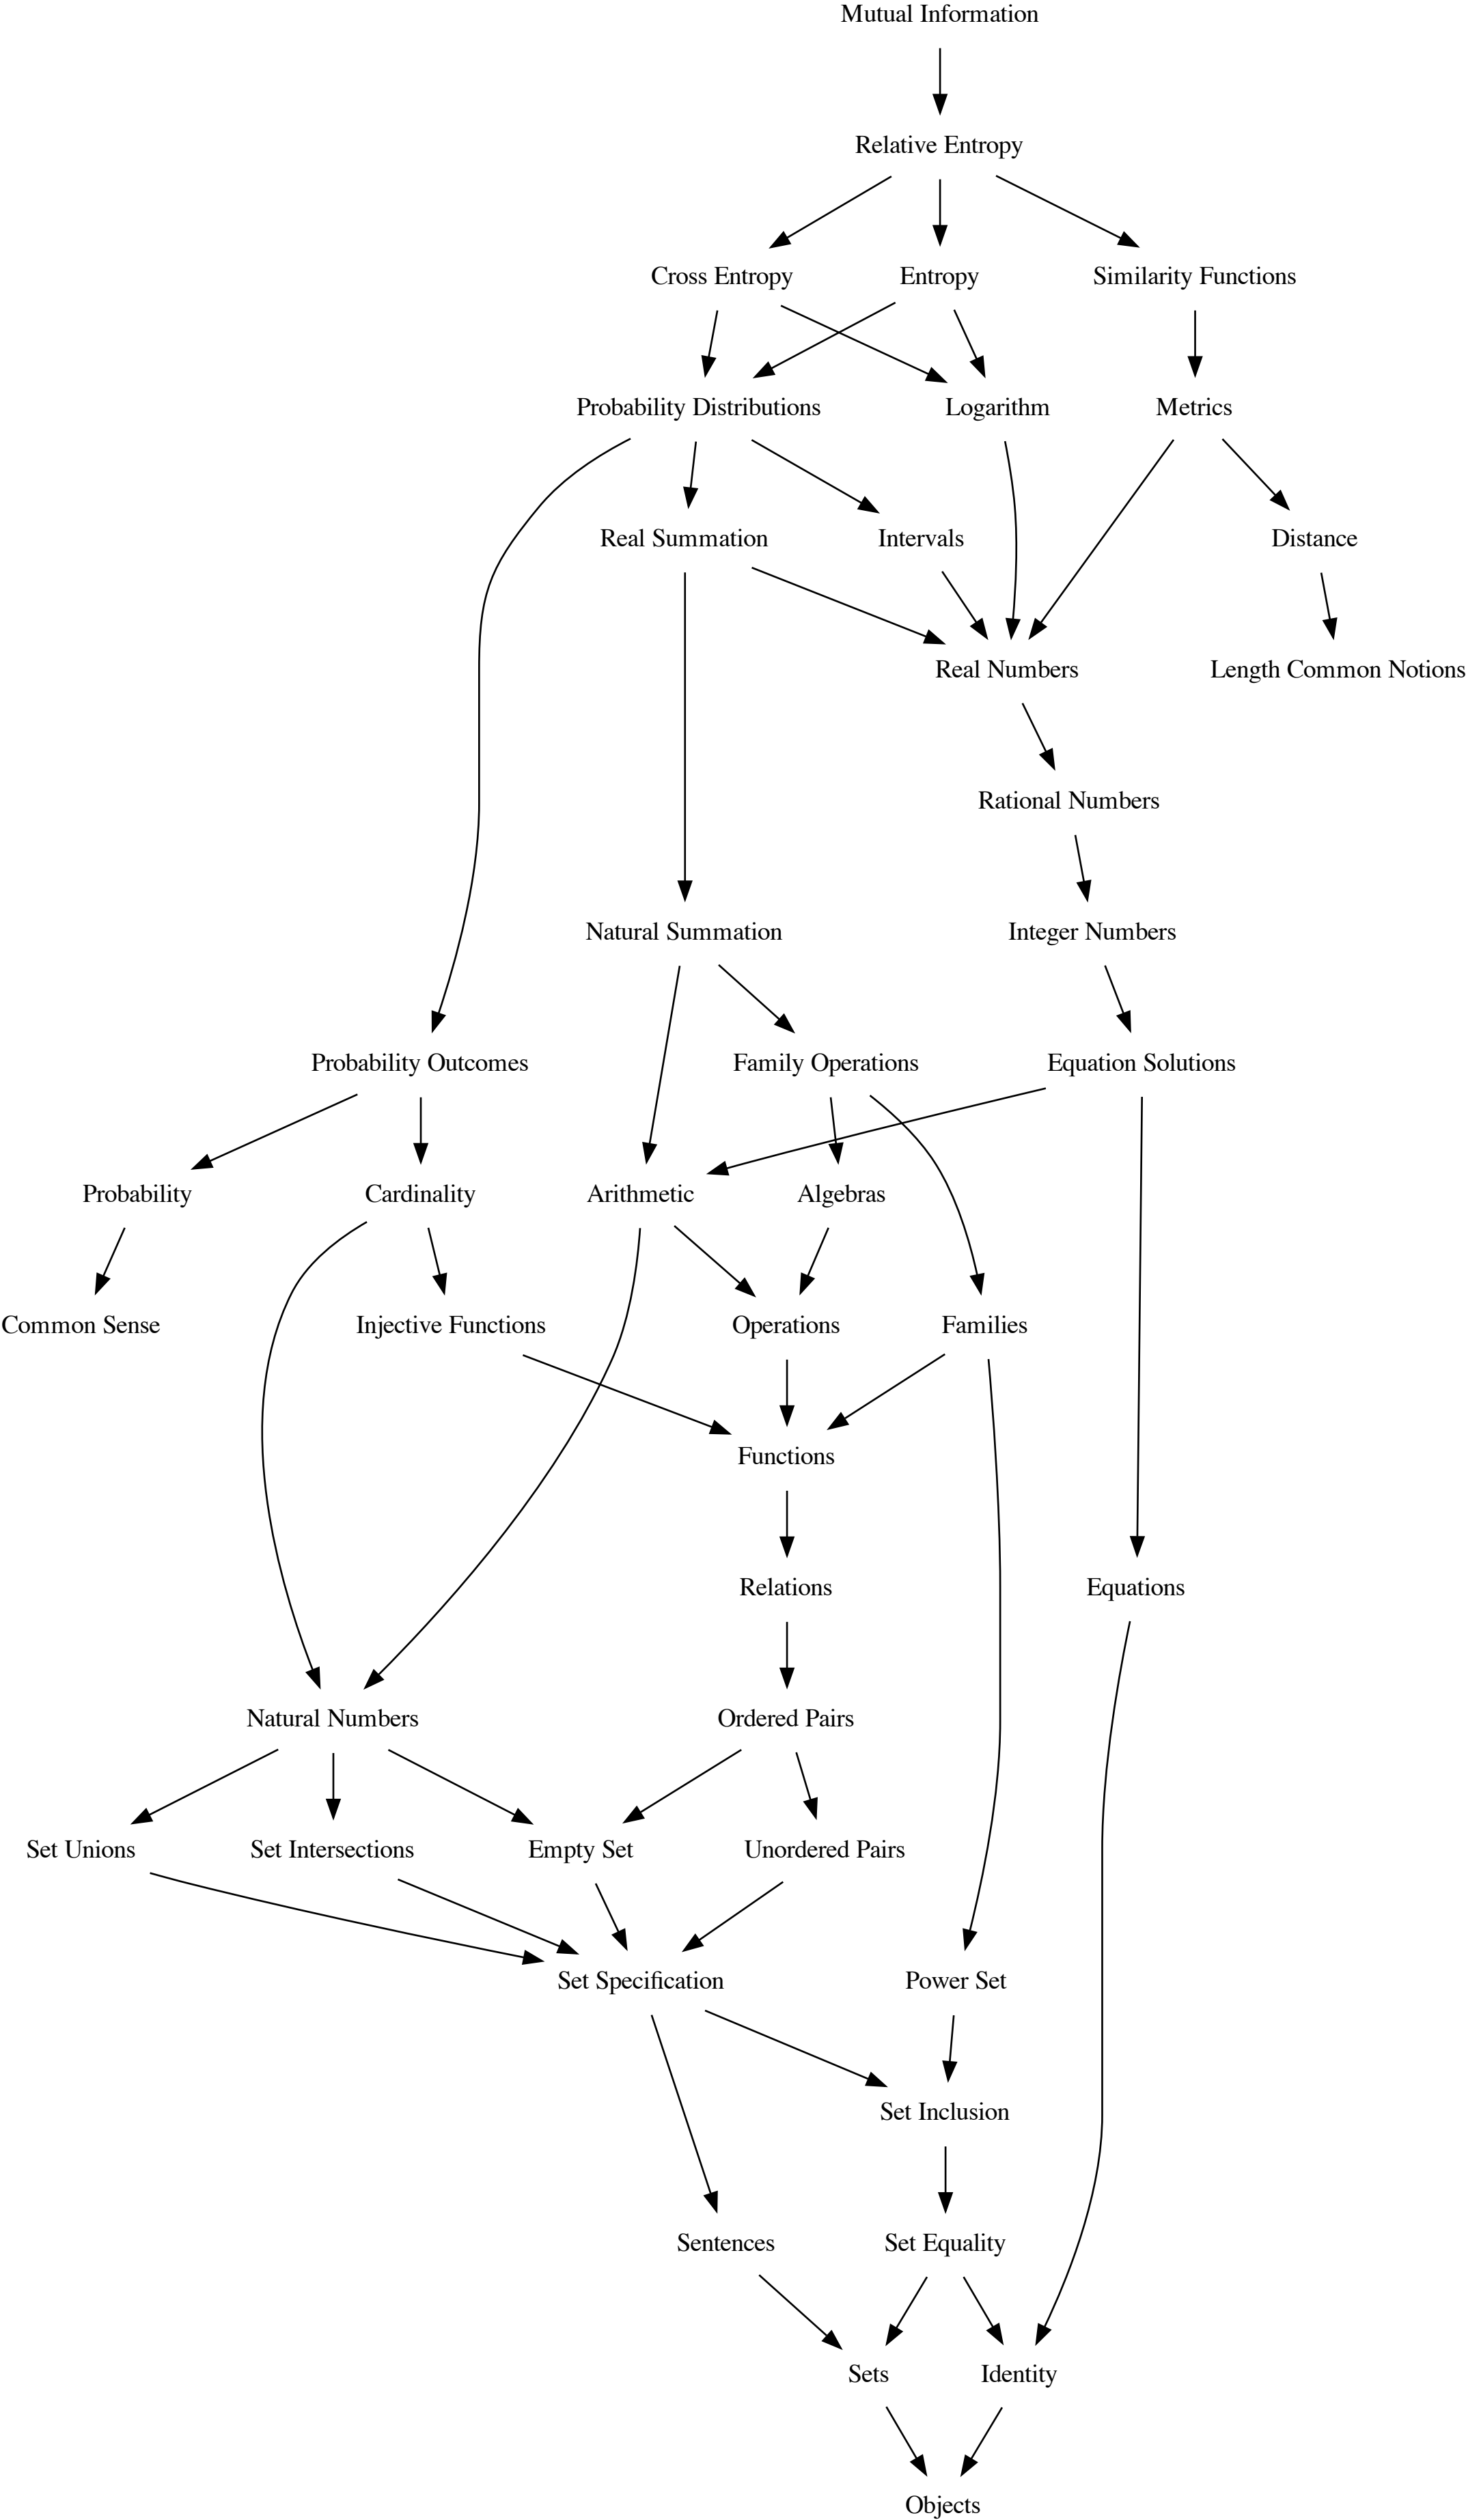 Mutual Information
Relative Entropy
Cross Entropy
Entropy
Similarity Functions
Probability Distributions
Logarithm
Metrics
Real Summation
Intervals
Distance
Real Numbers
Length Common Notions
Rational Numbers
Natural Summation
Integer Numbers
Probability Outcomes
Family Operations
Equation Solutions
Probability
Cardinality
Arithmetic
Algebras
Common Sense
Injective Functions
Operations
Families
Functions
Relations
Equations
Natural Numbers
Ordered Pairs
Set Unions
Set Intersections
Empty Set
Unordered Pairs
Set Specification
Power Set
Set Inclusion
Sentences
Set Equality
Sets
Identity
Objects